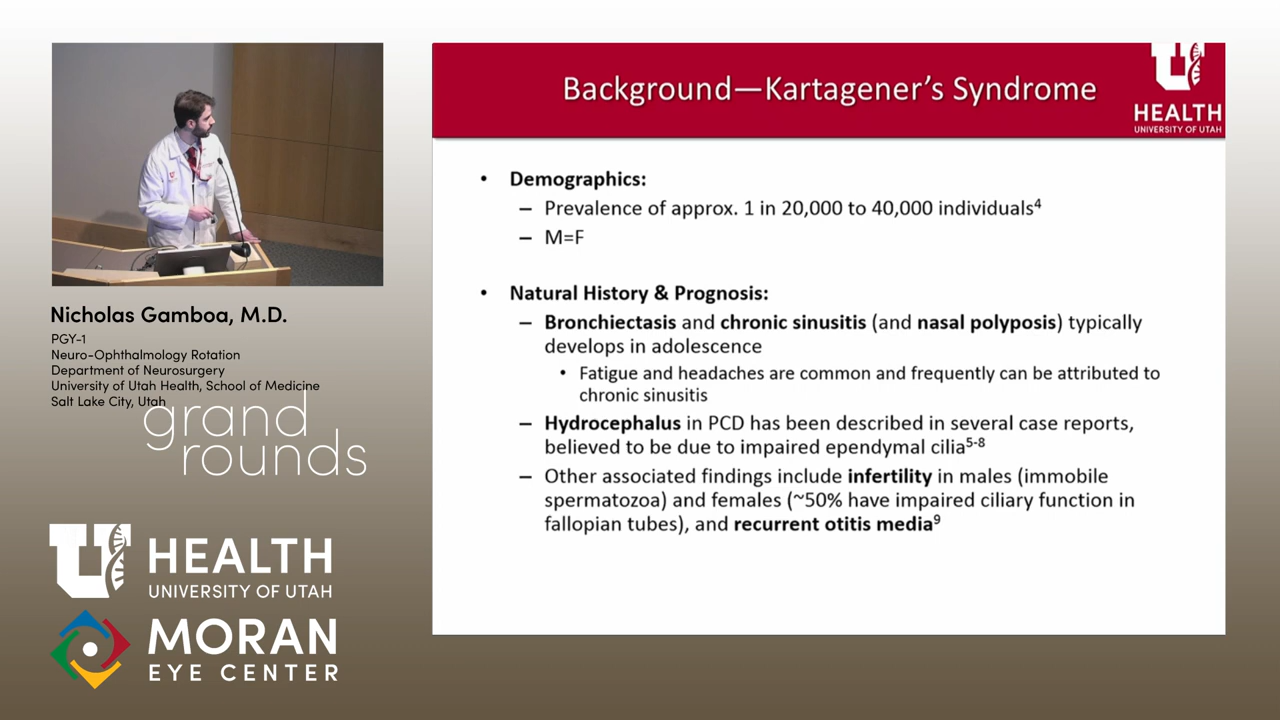 Background—Kartagener's Syndrome
HEALTH
UNIVERSITY OF UTAH
• Demographics:
– Prevalence of approx. 1 in 20,000 to 40,000 individuals4
– M=F
• Natural History & Prognosis:
– Bronchiectasis and chronic sinusitis (and nasal polyposis) typically
develops in adolescence
• Fatigue and headaches are common and frequently can be attributed to
chronic sinusitis
– Hydrocephalus in PCD has been described in several case reports,
believed to be due to impaired ependymal cilia5-8
– Other associated findings include infertility in males (immobile
spermatozoa) and females (~50% have impaired ciliary function in
fallopian tubes), and recurrent otitis media9
Nicholas Gamboa, M.D.
PGY-1
Neuro-Ophthalmology Rotation
Department of Neurosurgery
University of Utah Health, School of Medicine
Salt Lake City, Utah
grand
rounds
U HEALTH
UNIVERSITY OF UTAH
MORAN
EYE CENTER